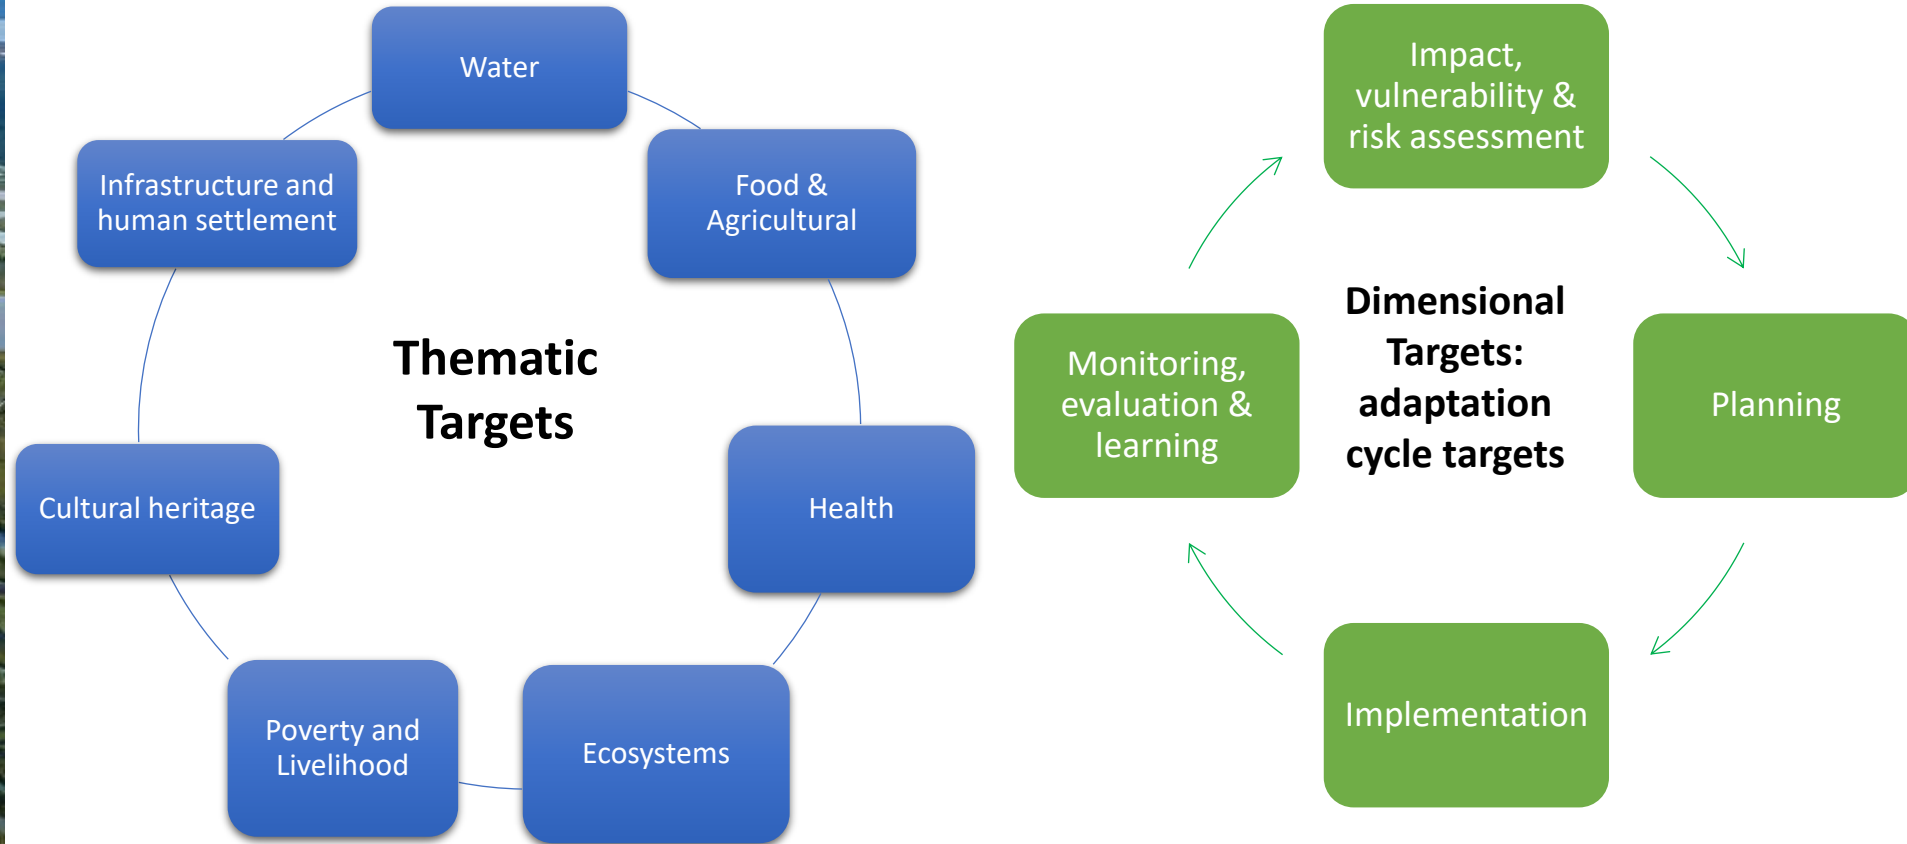 Water
Food &
Agricultural
Health
Ecosystems
Poverty and
Livelihood
Cultural heritage
Infrastructure and
human settlement
Thematic
Targets
Impact,
vulnerability &
risk assessment
Planning
Implementation
Monitoring,
evaluation &
learning
Dimensional
Targets:
adaptation
cycle targets